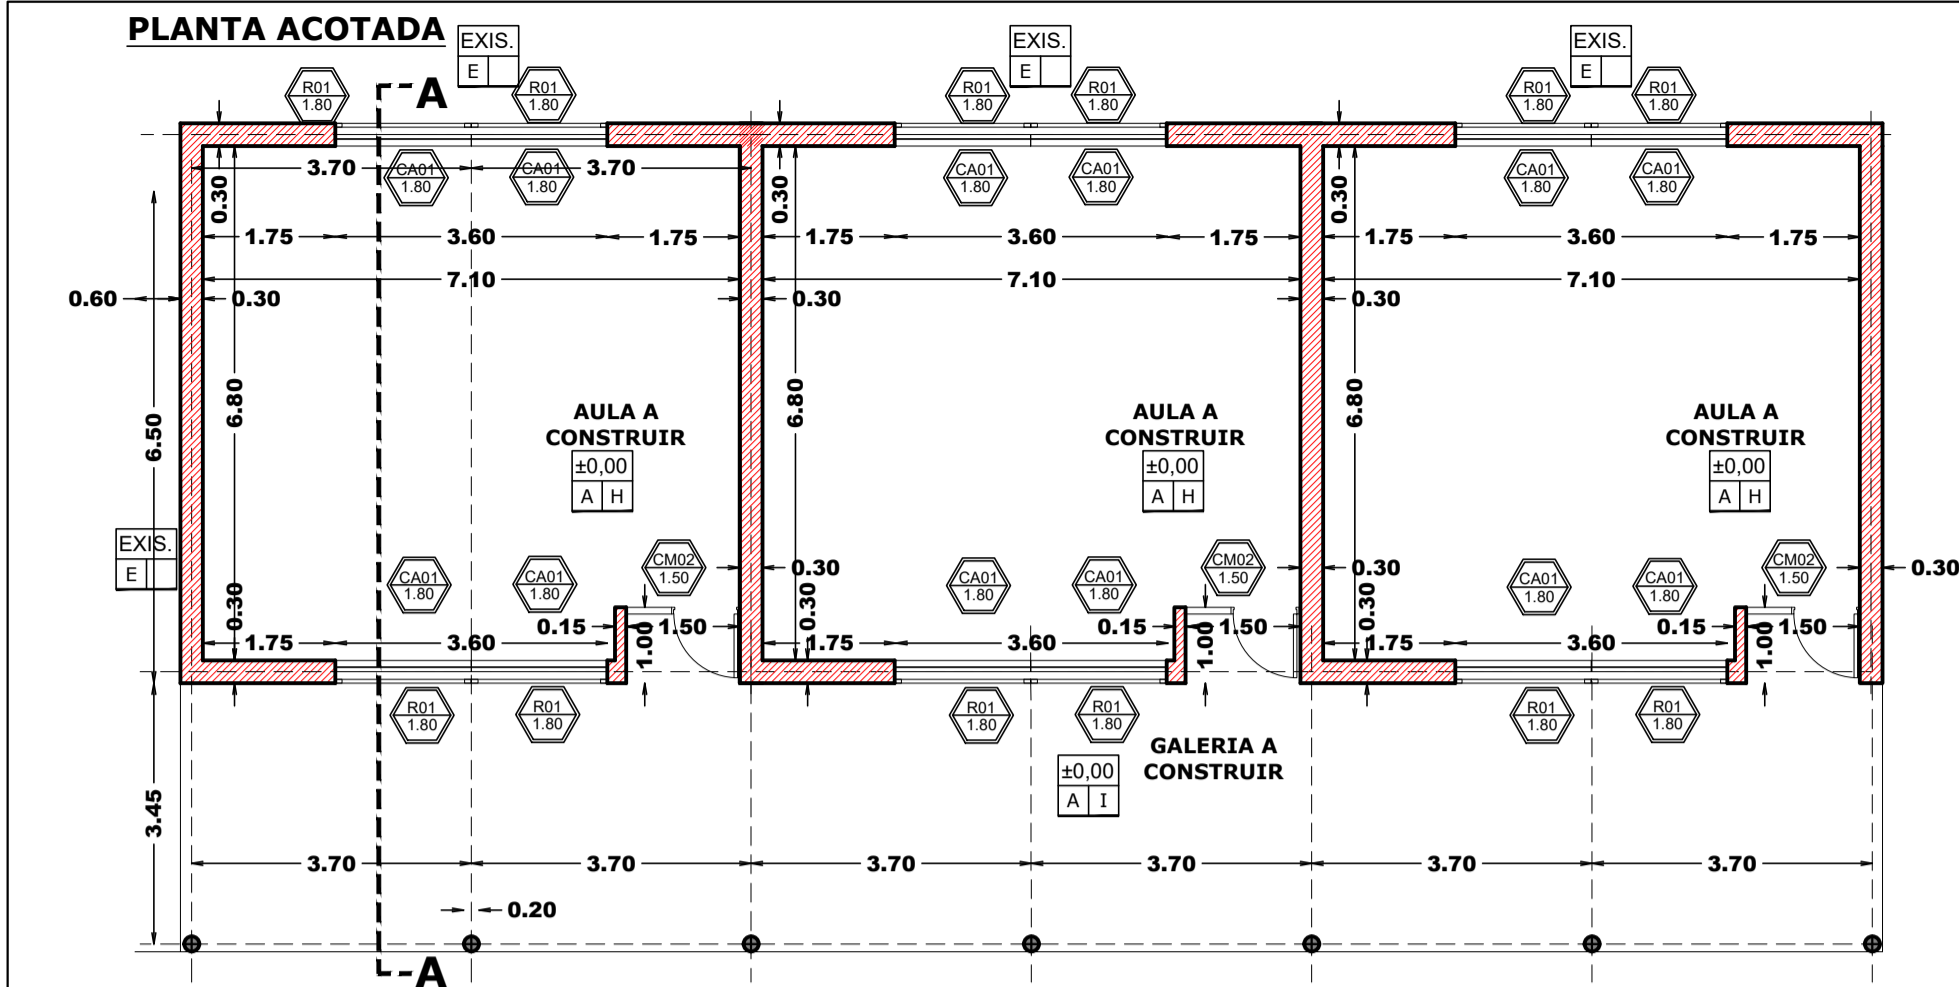 PLANTA ACOTADA
EXIS.
E
EXIS.
E
EXIS.
E
A
R01
1.80
R01
1.80
R01
1.80
R01
1.80
R01
1.80
R01
1.80
3.70
3.70
CA01
1.80
CA01
1.80
CA01
1.80
CA01
1.80
CA01
1.80
CA01
1.80
0.30
0.30
0.30
1.75
3.60
1.75
1.75
3.60
1.75
1.75
3.60
1.75
7.10
7.10
7.10
0.60
0.30
0.30
0.30
6.50
6.80
6.80
6.80
AULA A
CONSTRUIR
±0,00
A H
AULA A
CONSTRUIR
±0,00
A H
AULA A
CONSTRUIR
±0,00
A H
EXIS.
E
CA01
1.80
CA01
1.80
CM02
1.50
0.30
CA01
1.80
CA01
1.80
CM02
1.50
0.30
CA01
1.80
CA01
1.80
CM02
1.50
0.30
0.30
0.30
0.30
1.75
3.60
0.15
1.00
1.50
1.75
3.60
0.15
1.00
1.50
1.75
3.60
0.15
1.00
1.50
R01
1.80
R01
1.80
R01
1.80
R01
1.80
R01
1.80
R01
1.80
GALERIA A
CONSTRUIR
±0,00
A I
3.45
3.70
3.70
3.70
3.70
3.70
3.70
0.20
A